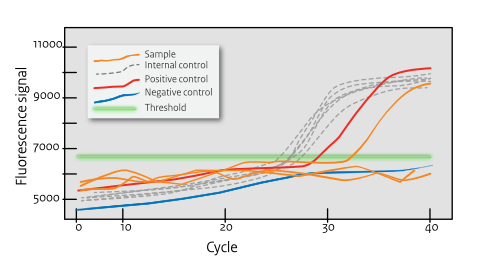 Fluorescence signal
11000
9000
7000
5000
Sample
Internal control
Positive control
Negative control
Threshold
0
10
20
30
40
Cycle